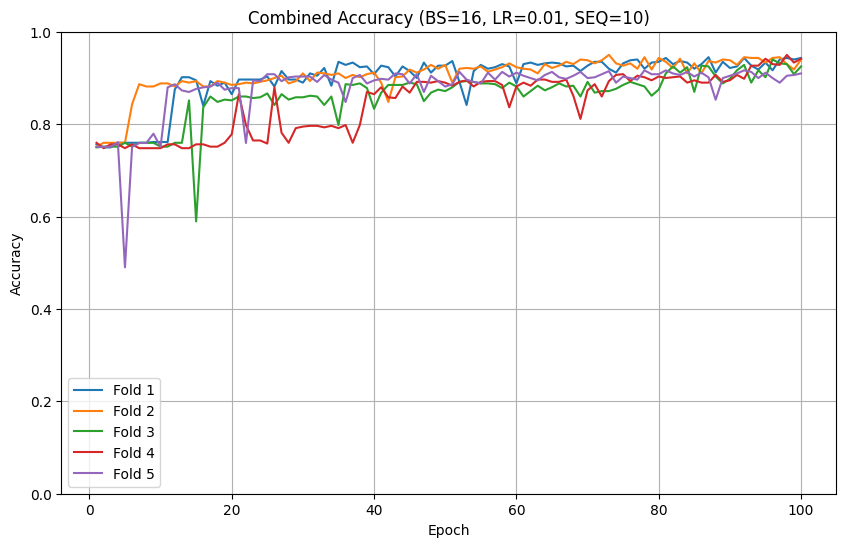 Combined Accuracy (BS=16, LR=0.01, SEQ=10)
1.0
0.8
0.6
0.4
0.2
0.0
Accuracy
Fold 1
Fold 2
Fold 3
Fold 4
Fold 5
0 20 40 60 80 100
Epoch